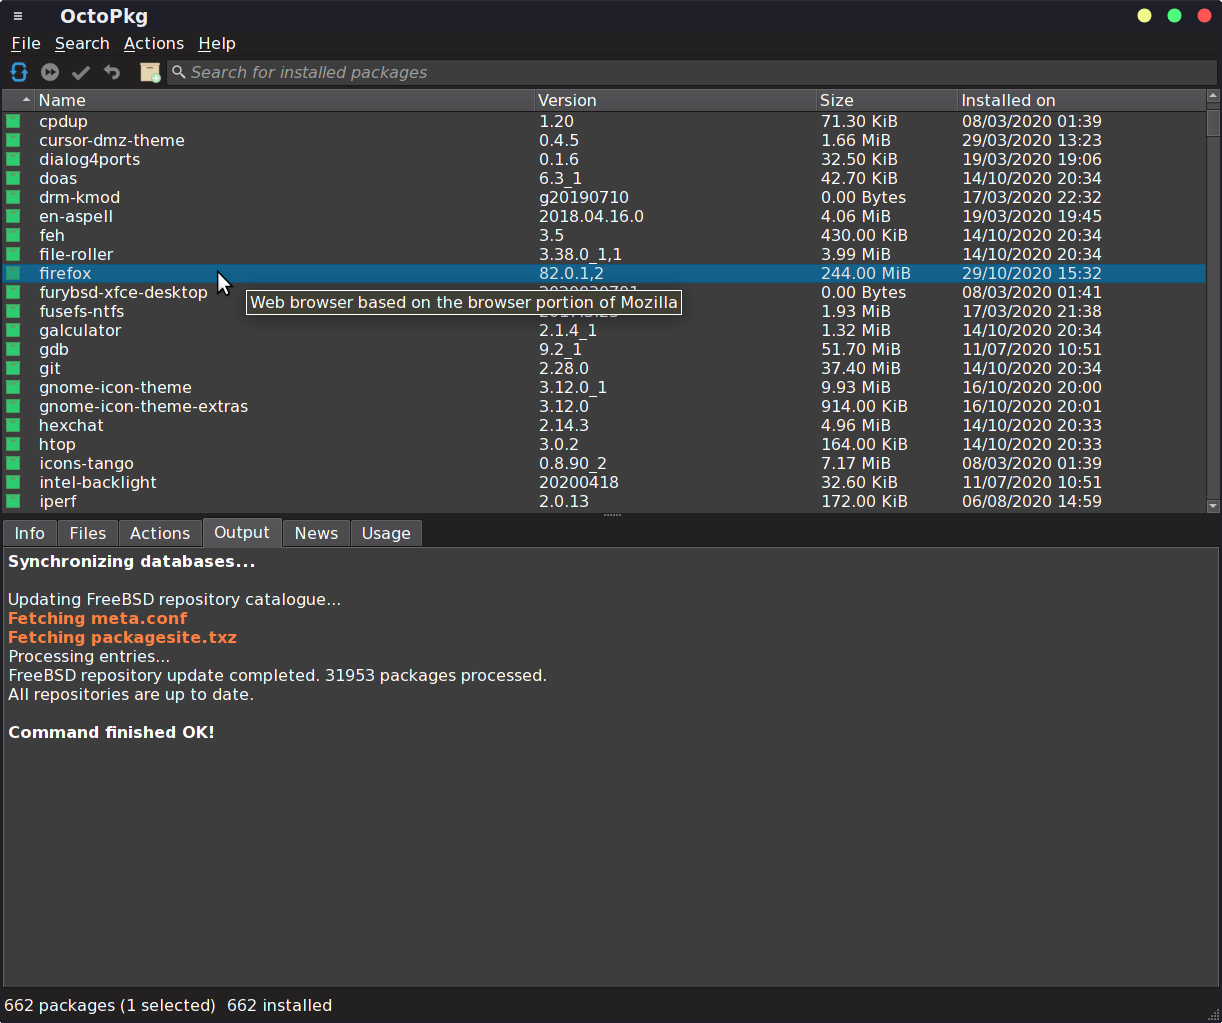 OctoPkg
File Search Actions Help
Search for installed packages
Name Version Size Installed on
cpdup 1.20 71.30 KiB 08/03/2020 01:39
cursor-dmz-theme 0.4.5 1.66 MiB 29/03/2020 13:23
dialog4ports 0.1.6 32.50 KiB 19/03/2020 19:06
doas 6.3_1 42.70 KiB 14/10/2020 20:34
drm-kmod g20190710 0.00 Bytes 17/03/2020 22:32
en-aspell 2018.04.16.0 4.06 MiB 19/03/2020 19:45
feh 3.5 430.00 KiB 14/10/2020 20:34
file-roller 3.38.0_1,1 3.99 MiB 14/10/2020 20:34
firefox 82.0.1,2 244.00 MiB 29/10/2020 15:32
furybsd-xfce-desktop 0.00 Bytes 08/03/2020 01:41
Web browser based on the browser portion of Mozilla
fusefs-ntfs 1.93 MiB 17/03/2020 21:38
galculator 2.1.4_1 1.32 MiB 14/10/2020 20:34
gdb 9.2_1 51.70 MiB 11/07/2020 10:51
git 2.28.0 37.40 MiB 14/10/2020 20:34
gnome-icon-theme 3.12.0_1 9.93 MiB 16/10/2020 20:00
gnome-icon-theme-extras 3.12.0 914.00 KiB 16/10/2020 20:01
hexchat 2.14.3 4.96 MiB 14/10/2020 20:33
htop 3.0.2 164.00 KiB 14/10/2020 20:33
icons-tango 0.8.90_2 7.17 MiB 08/03/2020 01:39
intel-backlight 20200418 32.60 KiB 11/07/2020 10:51
iperf 2.0.13 172.00 KiB 06/08/2020 14:59
Info Files Actions Output News Usage
Synchronizing databases...
Updating FreeBSD repository catalogue...
Fetching meta.conf
Fetching packagesite.txz
Processing entries...
FreeBSD repository update completed. 31953 packages processed.
All repositories are up to date.
Command finished OK!
662 packages (1 selected) 662 installed